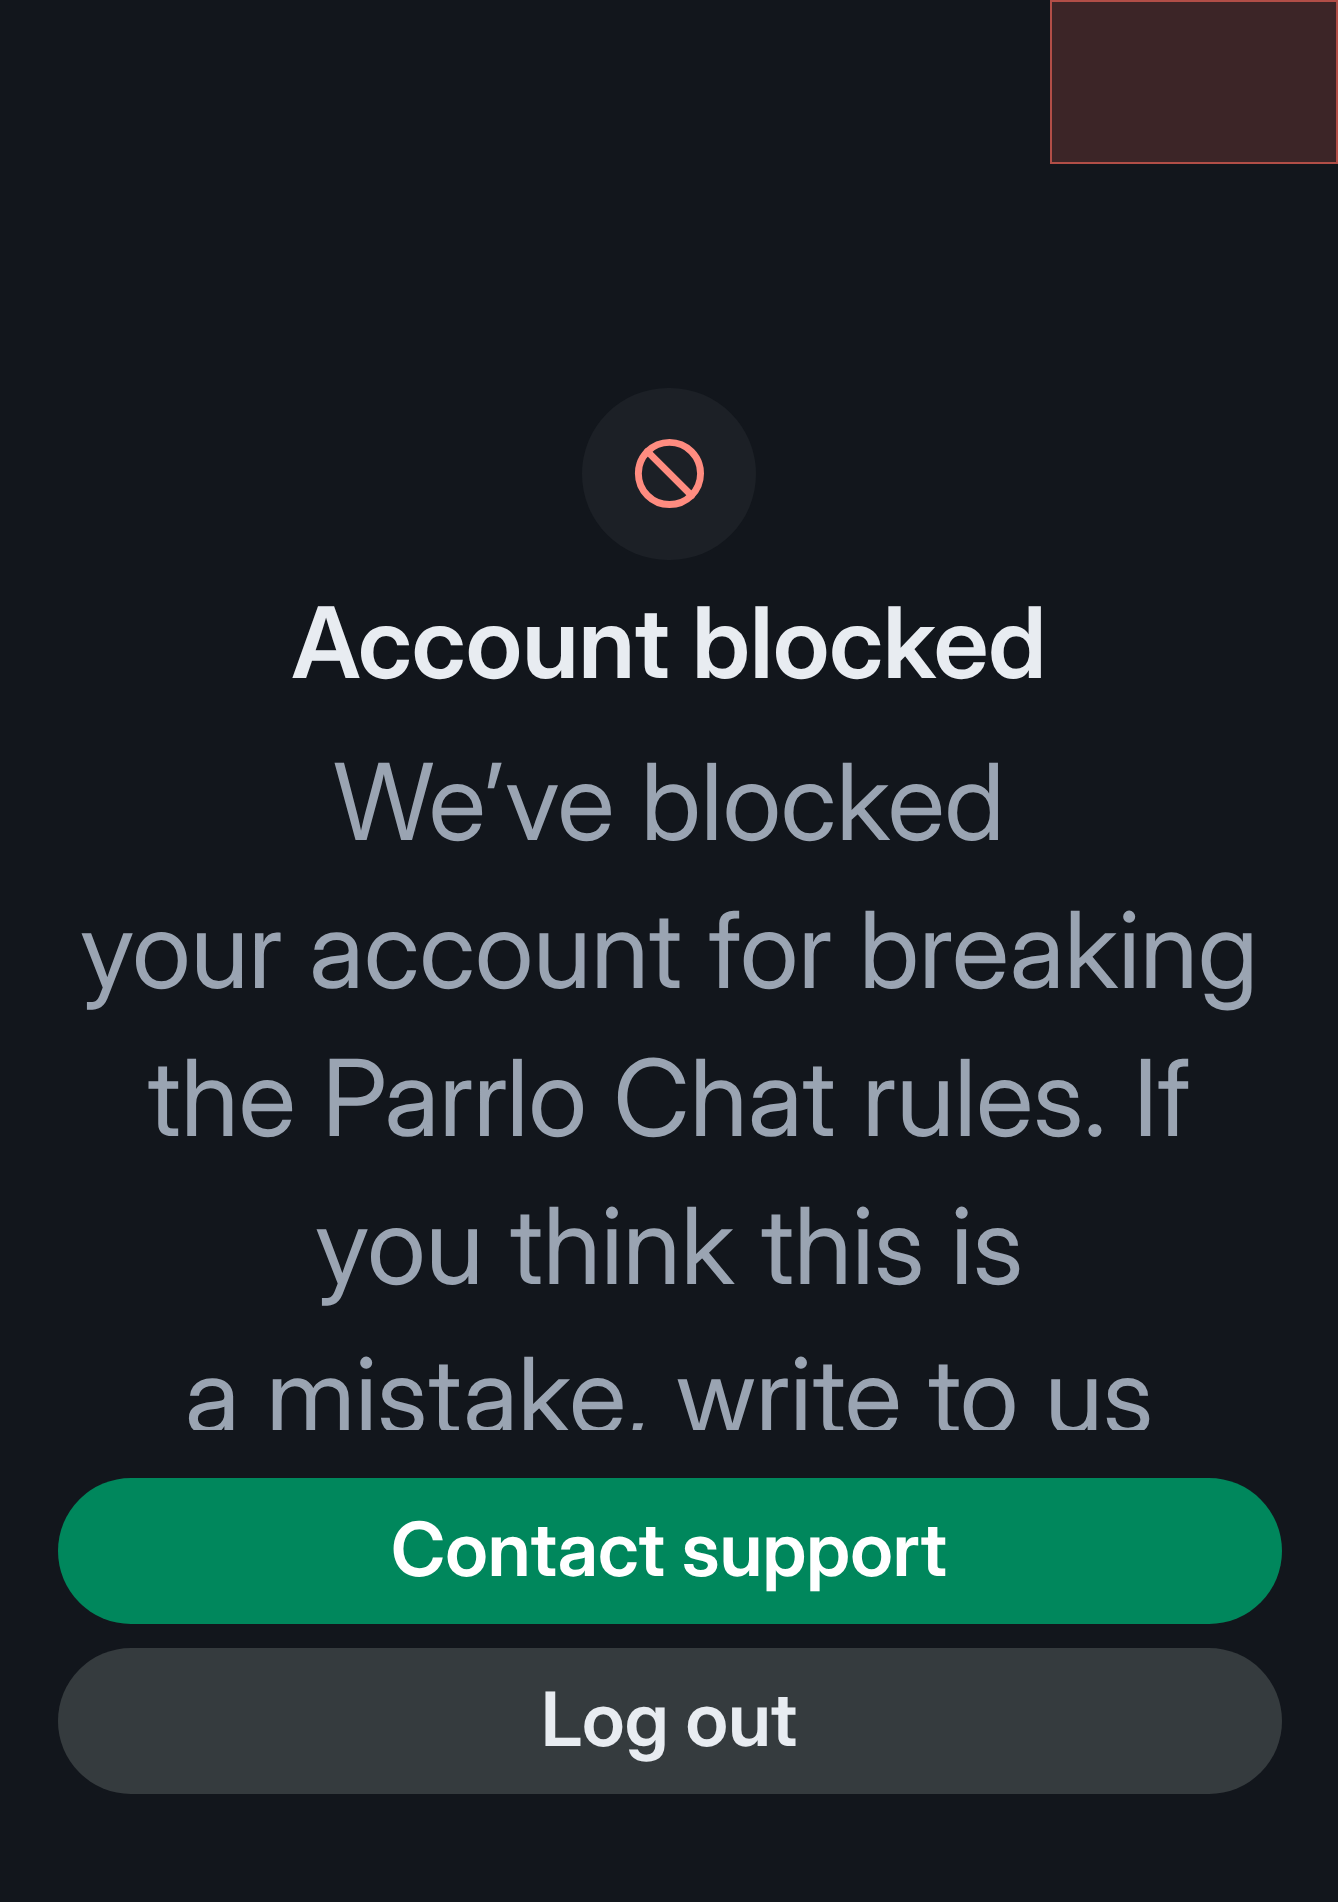 Account blocked
We've blocked
your account for breaking
the Parrlo Chat rules. If
you think this is
a mistake, write to us
Contact support
Log out